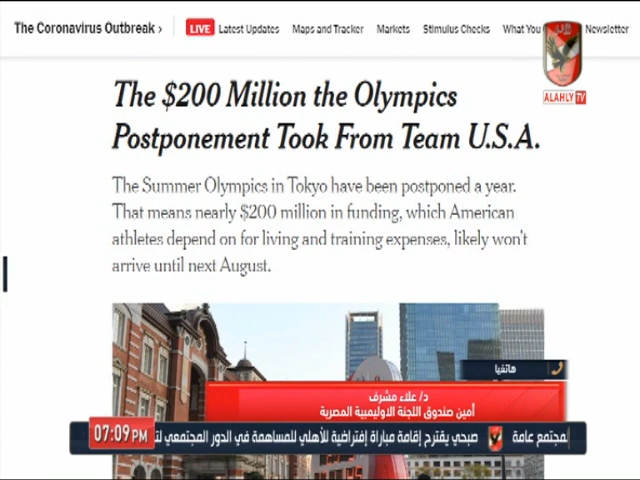 The Coronavirus Outbreak ›
LIVE
Latest Updates
Maps and Tracker
Markets
Stimulus Checks
What You
Newsletter
ALAHLY TV
The $200 Million the Olympics
Postponement Took From Team U.S.A.
The Summer Olympics in Tokyo have been postponed a year.
That means nearly $200 million in funding, which American
athletes depend on for living and training expenses, likely won't
arrive until next August.
هاتفيا
د/ علاء مشرف
أمين صندوق اللجنة الاوليمبية المصرية
07:09 PM
المجتمع عامة
صبحي يقترح إقامة مباراة إفتراضية للأهلي للمساهمة في الدور المجتمعي